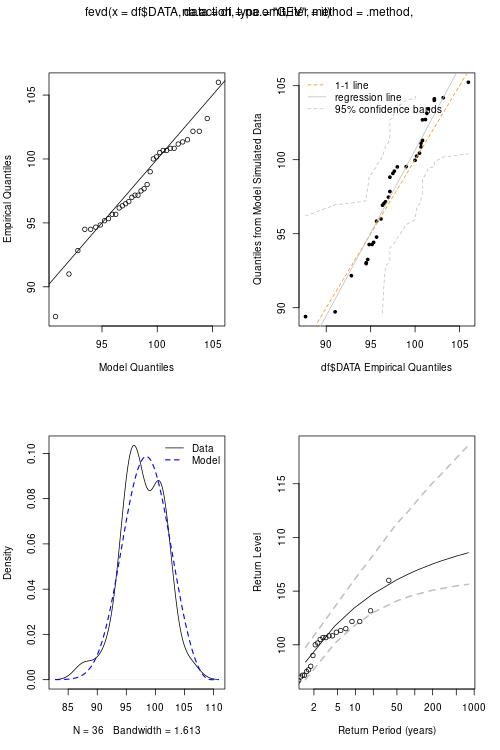 fevd(x = df$DATA, data = df, type = "GEV", method = .method,
1-1 line
regression line
95% confidence bands
Empirical Quantiles
90 95 100 105
95 100 105
Model Quantiles
Quantiles from Model Simulated Data
90 95 100 105
90 95 100 105
df$DATA Empirical Quantiles
Data
Model
Density
0.00 0.02 0.04 0.06 0.08 0.10
85 90 95 100 105 110
N = 36 Bandwidth = 1.613
Return Level
100 105 110 115
2 5 10 50 200 1000
Return Period (years)